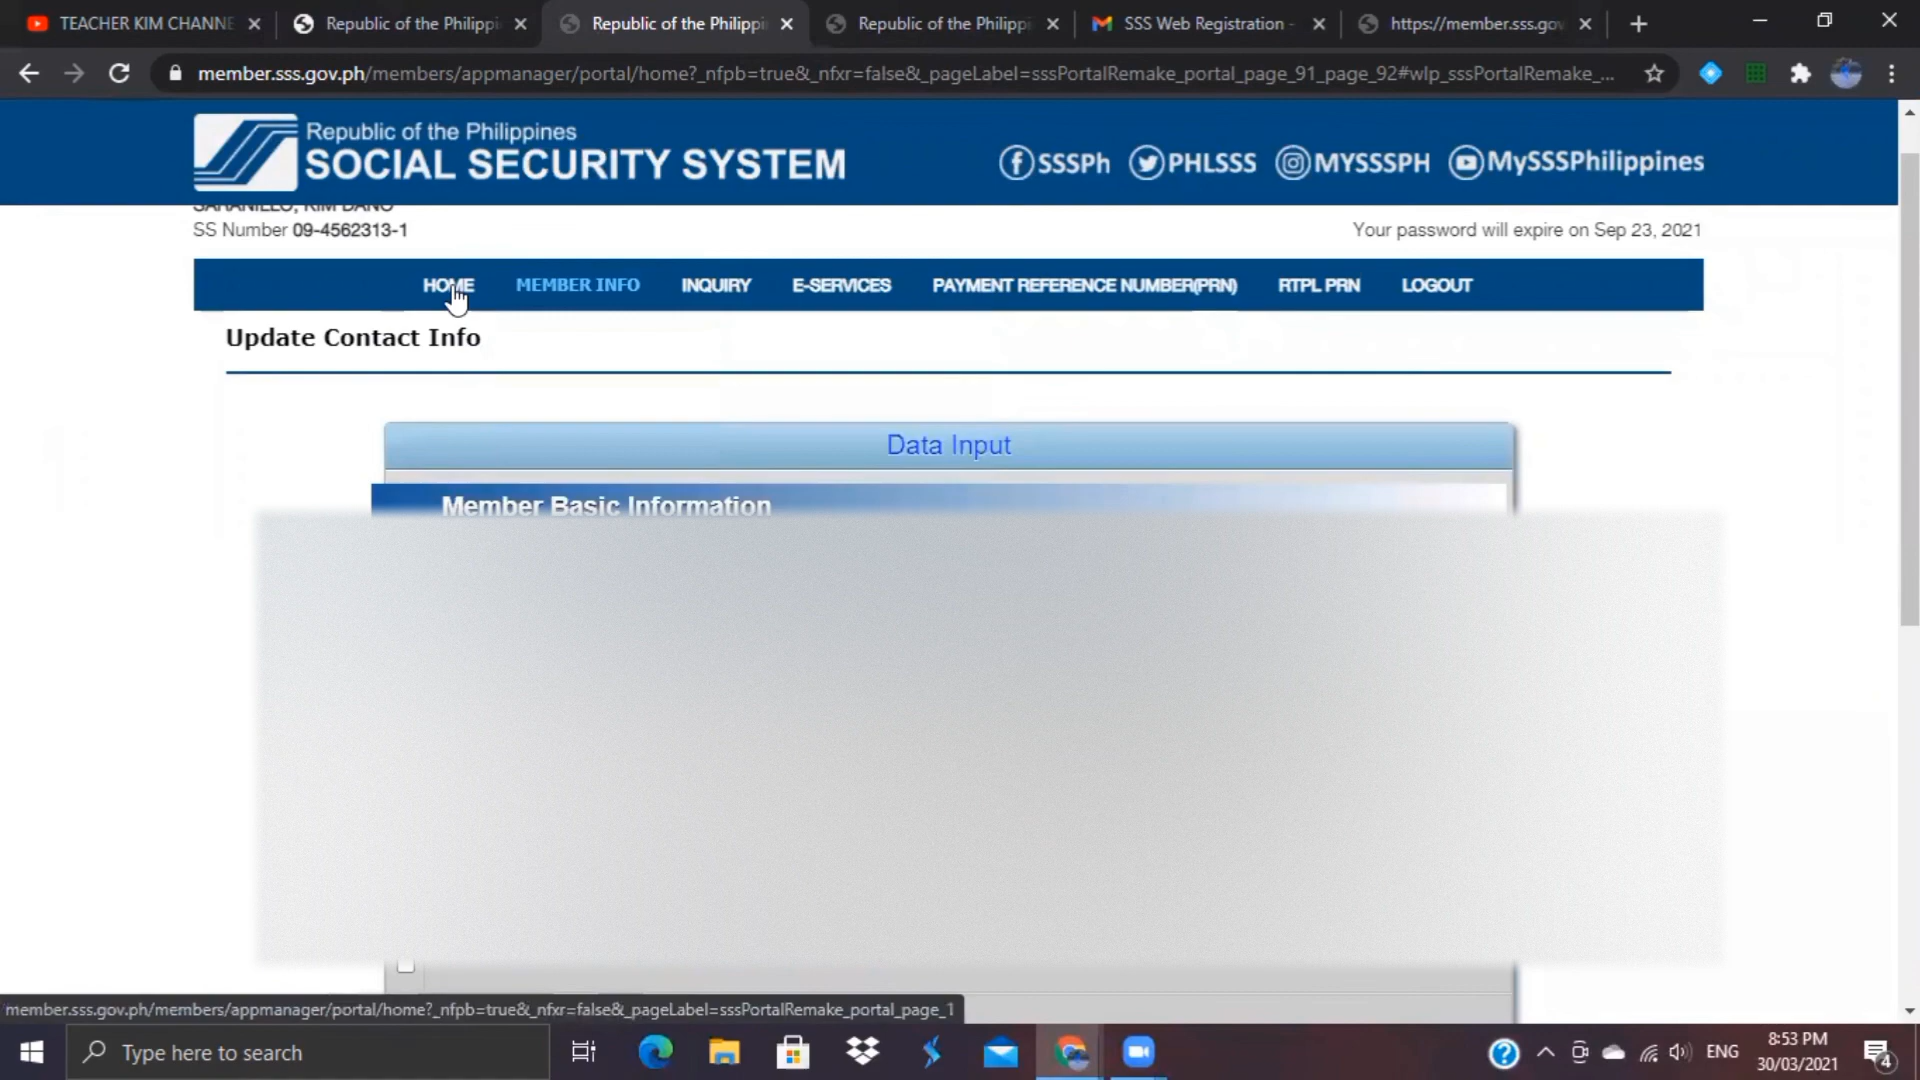 TEACHER KIM CHANNE
Republic of the Philippi
Republic of the Philippi
Republic of the Philippi
SSS Web Registration -
https://member.sss.gov
member.sss.gov.ph/members/appmanager/portal/home?_nfpb=true&_nfxr=false&_pageLabel=sssPortalRemake_portal_page_91_page_92#wlp_sssPortalRemake_...
Republic of the Philippines
SOCIAL SECURITY SYSTEM
SSSPh
PHLSSS
MYSSSPH
MySSSPhilippines
SARANILLO, KIM DANO
SS Number 09-4562313-1
Your password will expire on Sep 23, 2021
HOME
MEMBER INFO
INQUIRY
E-SERVICES
PAYMENT REFERENCE NUMBER(PRN)
RTPL PRN
LOGOUT
Update Contact Info
Data Input
Member Basic Information
member.sss.gov.ph/members/appmanager/portal/home?_nfpb=true&_nfxr=false&_pageLabel=sssPortalRemake_portal_page_1
Type here to search
ENG
8:53 PM
30/03/2021
4